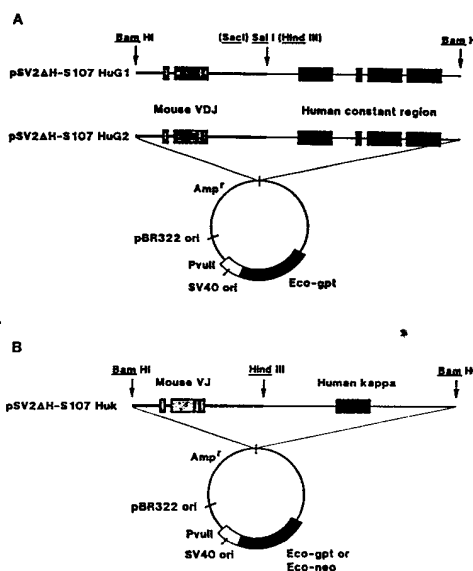 A
Bam HI (SacI) Sal I (Hind III) Bam H
pSV2ΔH-S107 HuG1
Mouse VDJ Human constant region
pSV2ΔH-S107 HuG2
Amp r
pBR322 ori
PvuII
SV40 ori
Eco-gpt
B
Bam HI Hind III Bam H
Mouse VJ Human kappa
pSV2ΔH-S107 Huk
Amp r
pBR322 ori
PvuII
SV40 ori
Eco-gpt or
Eco-neo